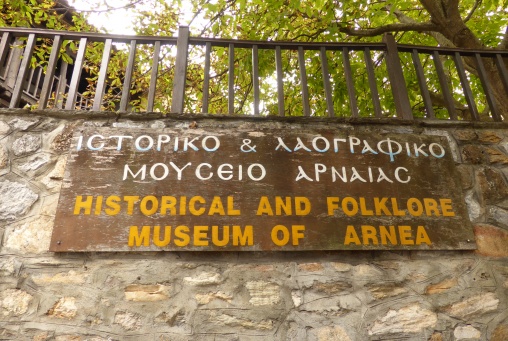 ΙΣΤΟΡΙΚΟ & ΛΑΟΓΡΑΦΙΚΟ
ΜΟΥΣΕΙΟ ΑΡΝΑΙΑΣ
HISTORICAL AND FOLKLORE
MUSEUM OF ARNEA